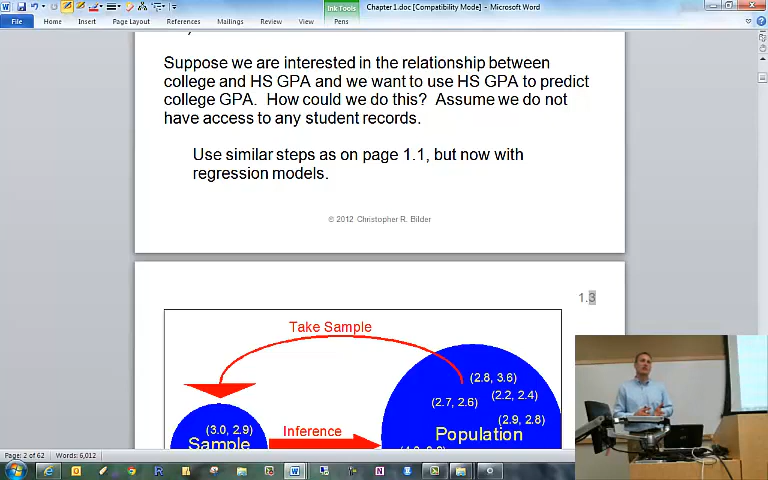 Ink Tools
Chapter 1.doc [Compatibility Mode] - Microsoft Word
File Home Insert Page Layout References Mailings Review View Pens
Suppose we are interested in the relationship between
college and HS GPA and we want to use HS GPA to predict
college GPA.  How could we do this?  Assume we do not
have access to any student records.
Use similar steps as on page 1.1, but now with
regression models.
© 2012 Christopher R. Bilder
1.3
Take Sample
(2.8, 3.6)
(2.2, 2.4)
(2.7, 2.6)
(2.9, 2.8)
(3.0, 2.9)
Sample
Inference
Population
Page: 2 of 62 Words: 6,012